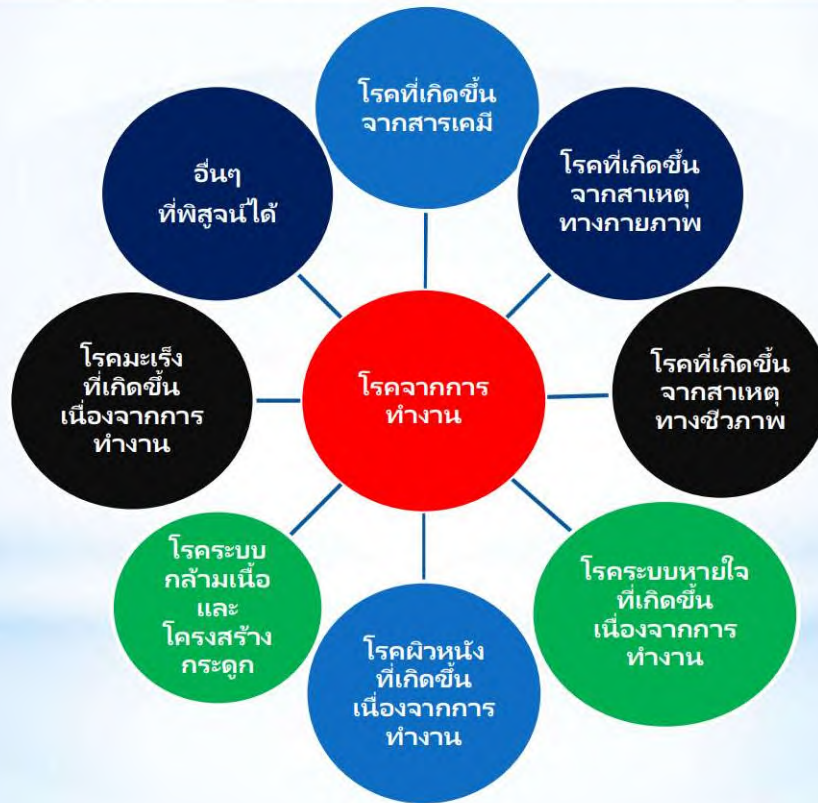 โรคที่เกิดขึ้น
จากสารเคมี
โรคที่เกิดขึ้น
จากสาเหตุ
ทางกายภาพ
โรคที่เกิดขึ้น
จากสาเหตุ
ทางชีวภาพ
โรคระบบหายใจ
ที่เกิดขึ้น
เนื่องจากการ
ทำงาน
โรคผิวหนัง
ที่เกิดขึ้น
เนื่องจากการ
ทำงาน
โรคระบบ
กล้ามเนื้อ
และ
โครงสร้าง
กระดูก
โรคมะเร็ง
ที่เกิดขึ้น
เนื่องจากการ
ทำงาน
อื่นๆ
ที่พิสูจน์ได้
โรคจากการ
ทำงาน